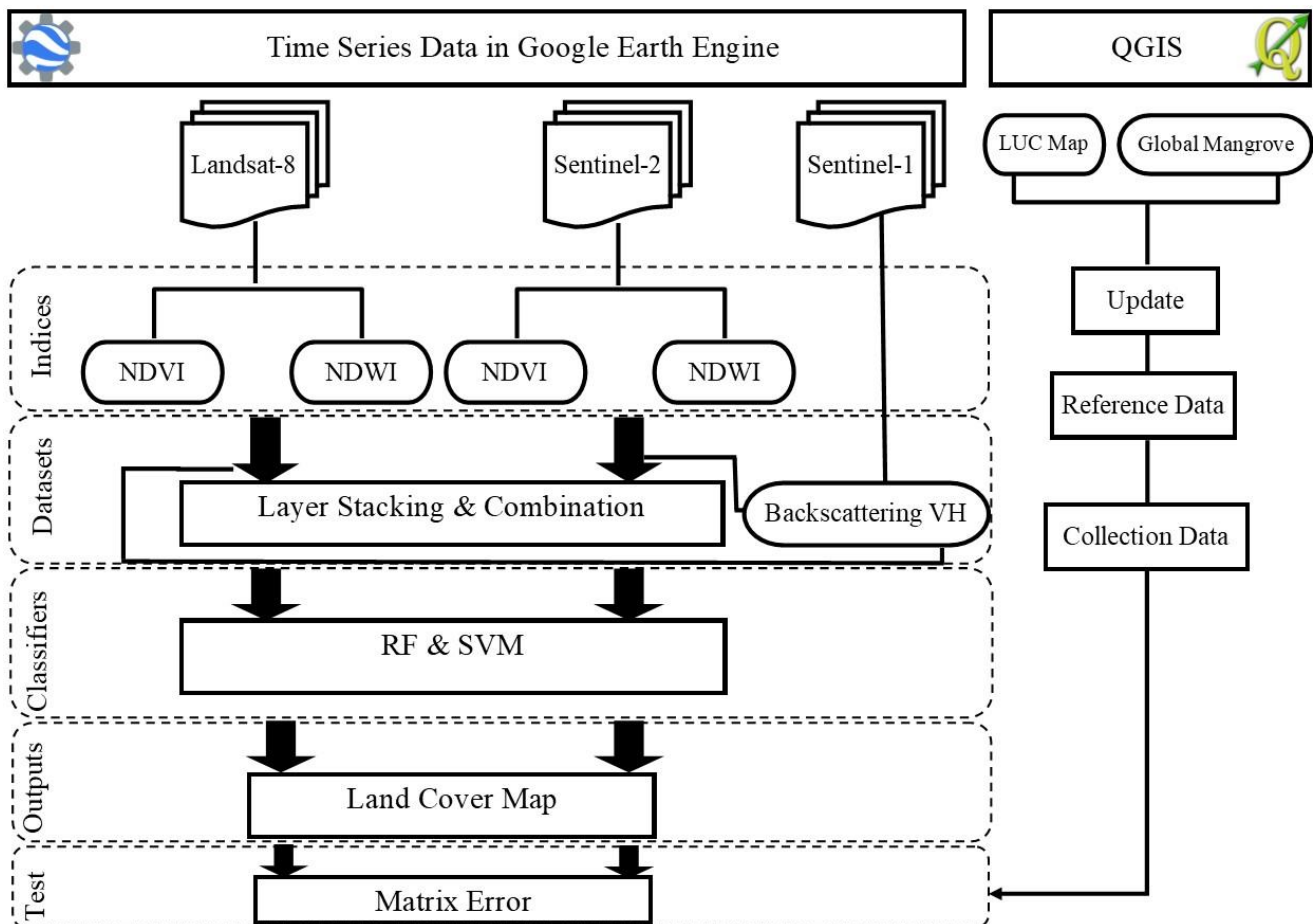 Time Series Data in Google Earth Engine
QGIS
Landsat-8
Sentinel-2
Sentinel-1
LUC Map
Global Mangrove
Indices
NDVI
NDWI
NDVI
NDWI
Update
Reference Data
Datasets
Layer Stacking & Combination
Backscattering VH
Collection Data
Classifiers
RF & SVM
Outputs
Land Cover Map
Test
Matrix Error